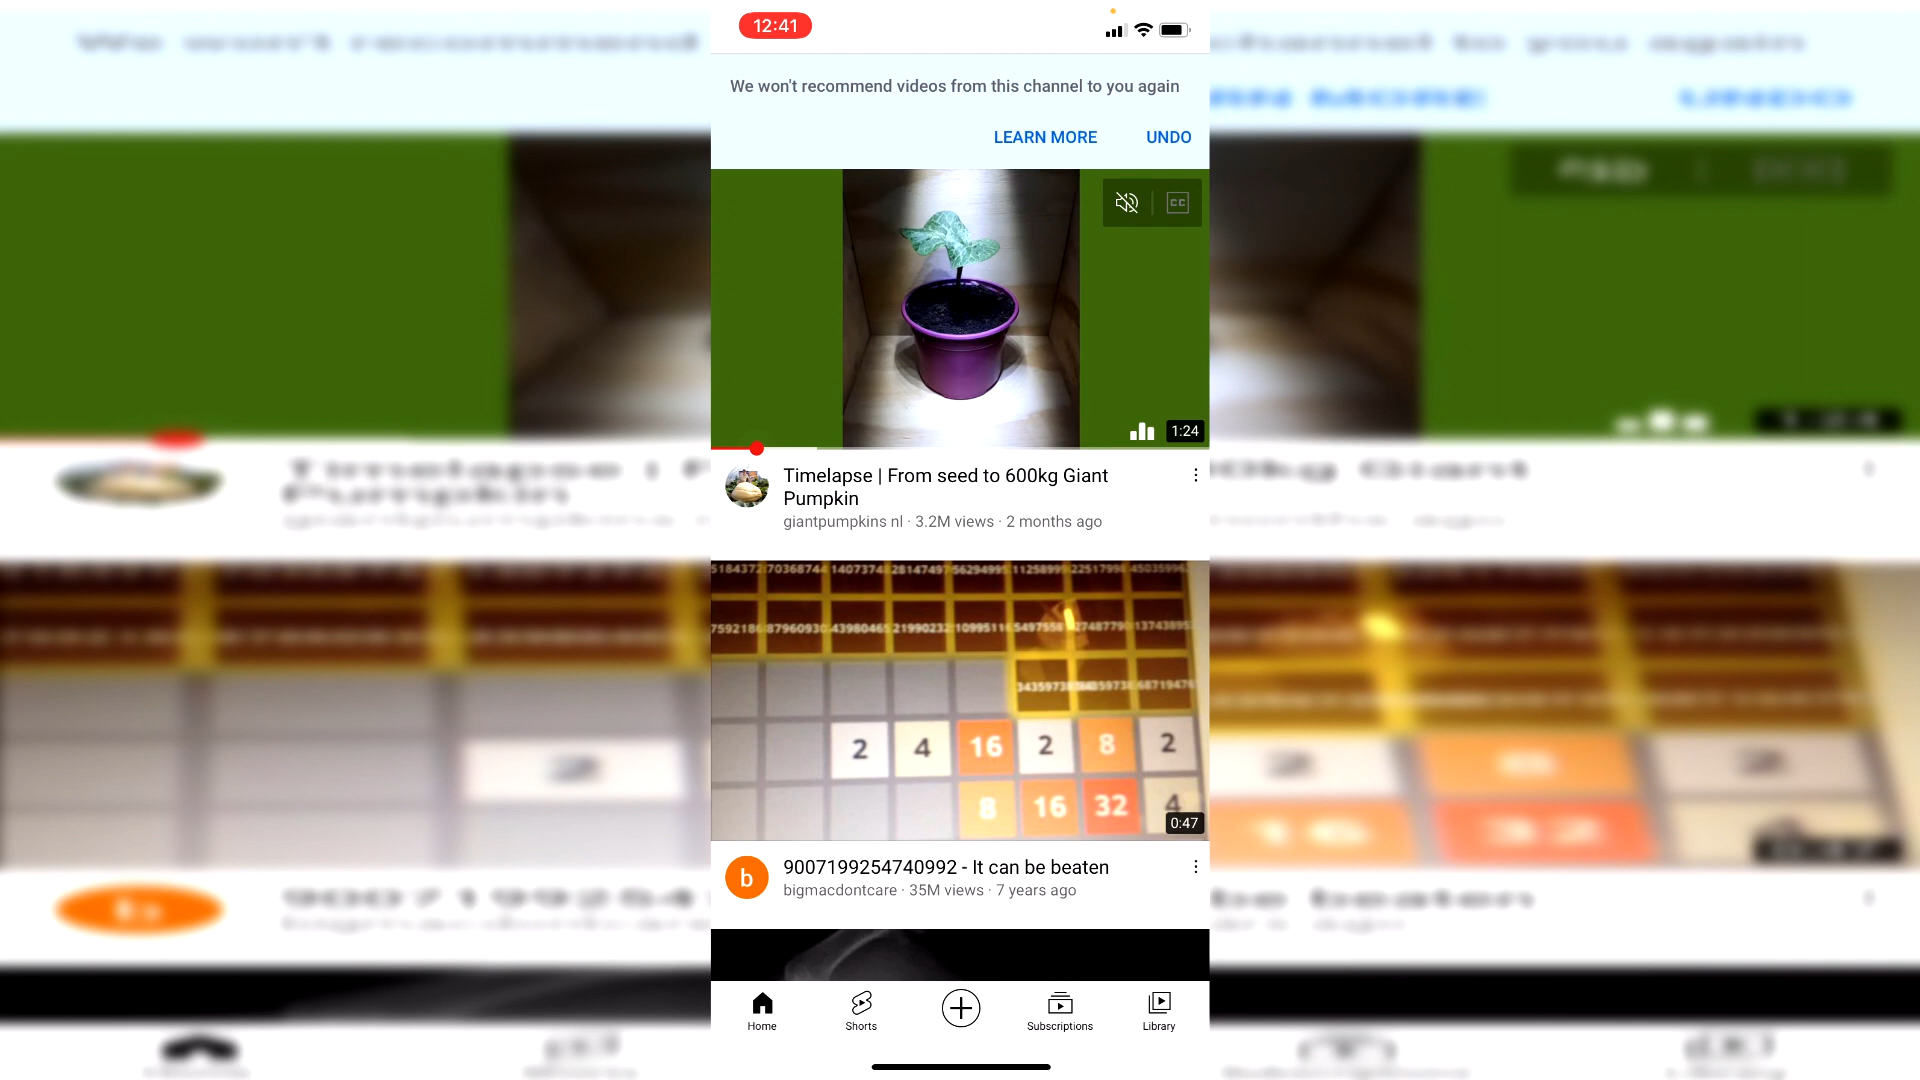 12:41
We won't recommend videos from this channel to you again
LEARN MORE UNDO
CC
1:24
Timelapse | From seed to 600kg Giant
Pumpkin
giantpumpkins nl · 3.2M views · 2 months ago
2 4 16 2 8 2
8 16 32 4
0:47
b
9007199254740992 - It can be beaten
bigmacdontcare · 35M views · 7 years ago
Home Shorts Subscriptions Library